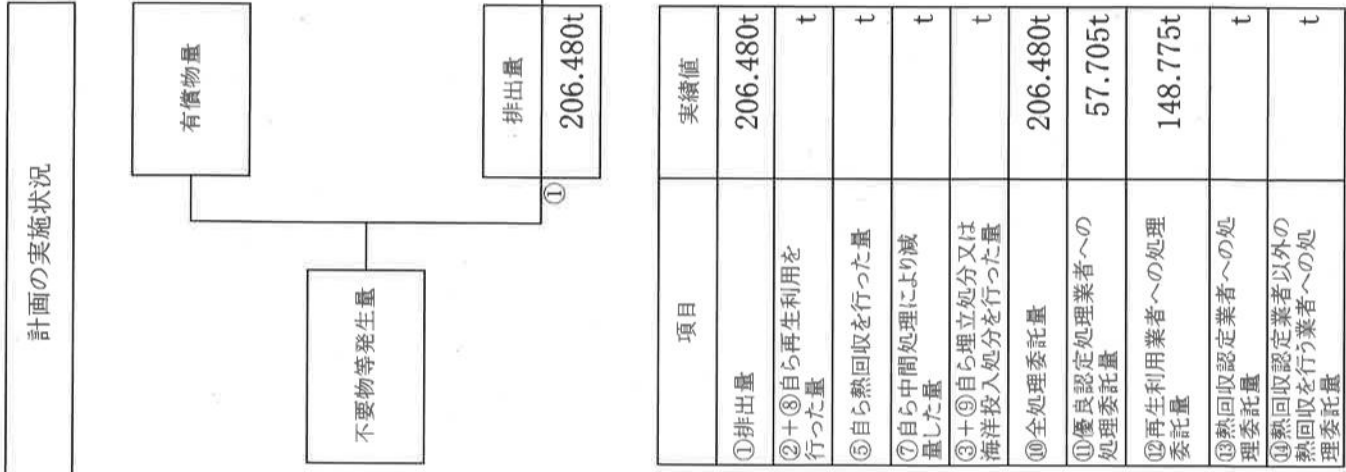 計画の実施状況
有償物量
不要物等発生量
排出量
①
206.480t
項目 実績値
①排出量 206.480t
②+⑧自ら再生利用を
行った量 t
⑤自ら熱回収を行った量 t
⑦自ら中間処理により減
量した量 t
③+⑨自ら埋立処分又は
海洋投入処分を行った量 t
⑩全処理委託量 206.480t
⑪優良認定処理業者への
処理委託量 57.705t
⑫再生利用業者への処理
委託量 148.775t
⑬熱回収認定業者への処
理委託量 t
⑭熱回収認定業者以外の
熱回収を行う業者への処
理委託量 t